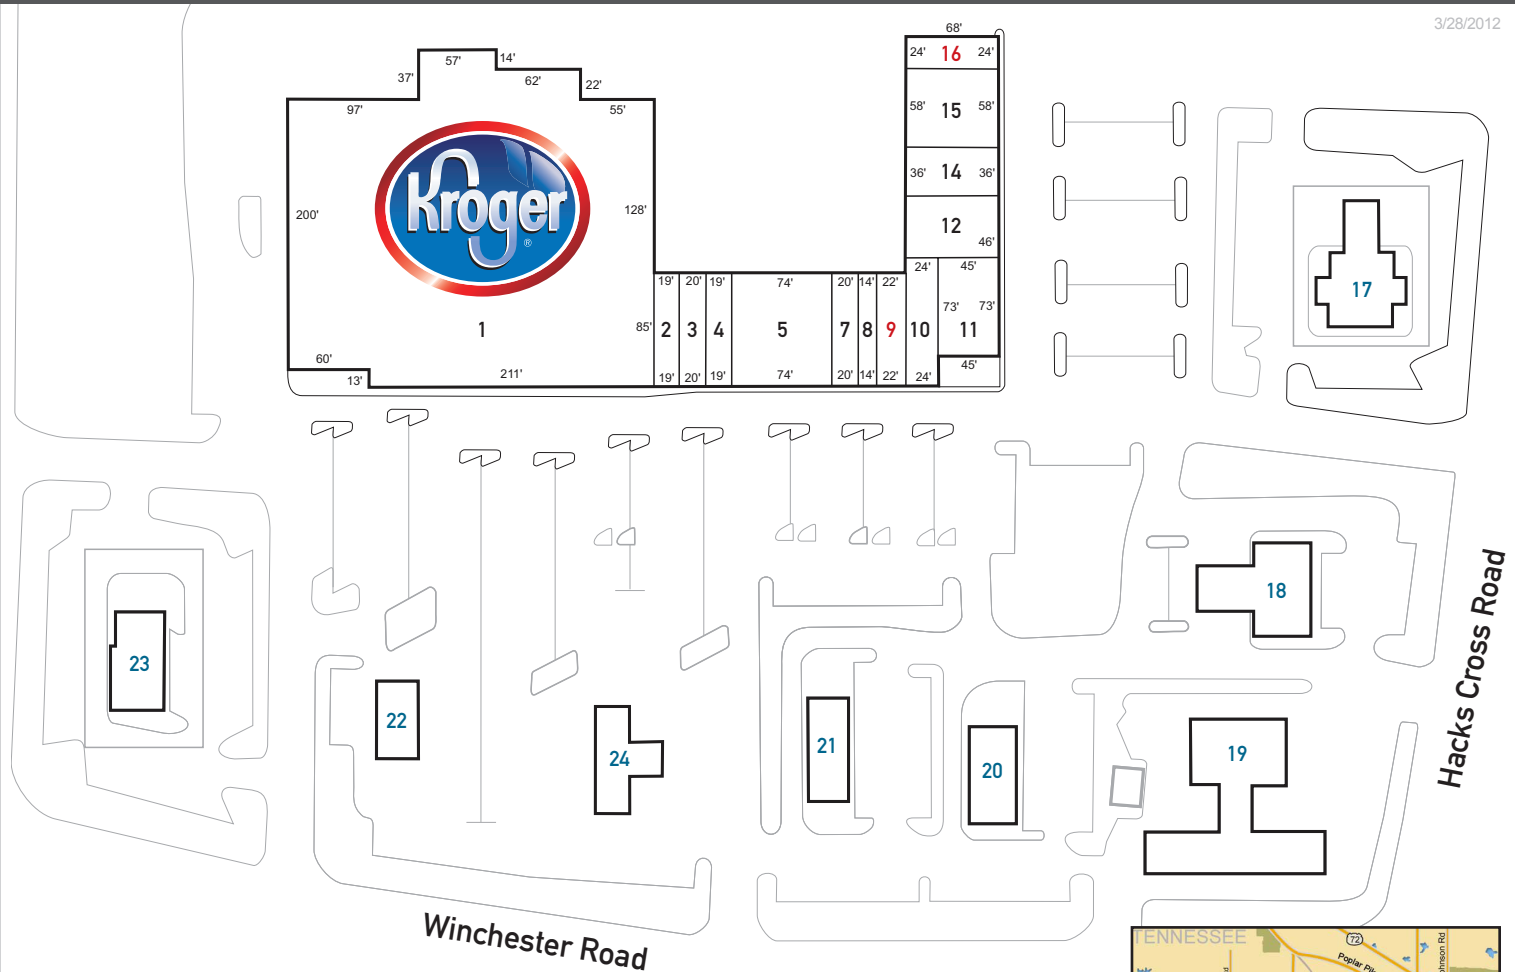 3/28/2012
68'
24' 16 24'
57' 14'
37' 62' 22'
97' 55'
58' 15 58'
Kroger
®
36' 14 36'
200' 128'
12
46'
24' 45'
19' 20' 19' 74' 20' 14' 22'
73' 73'
17
1 85' 2 3 4 5 7 8 9 10 11
60'
13' 211' 19' 20' 19' 74' 20' 14' 22' 24' 45'
18
Hacks Cross Road
23
22
24
21
20
19
Winchester Road
TENNESSEE
72
Poplar